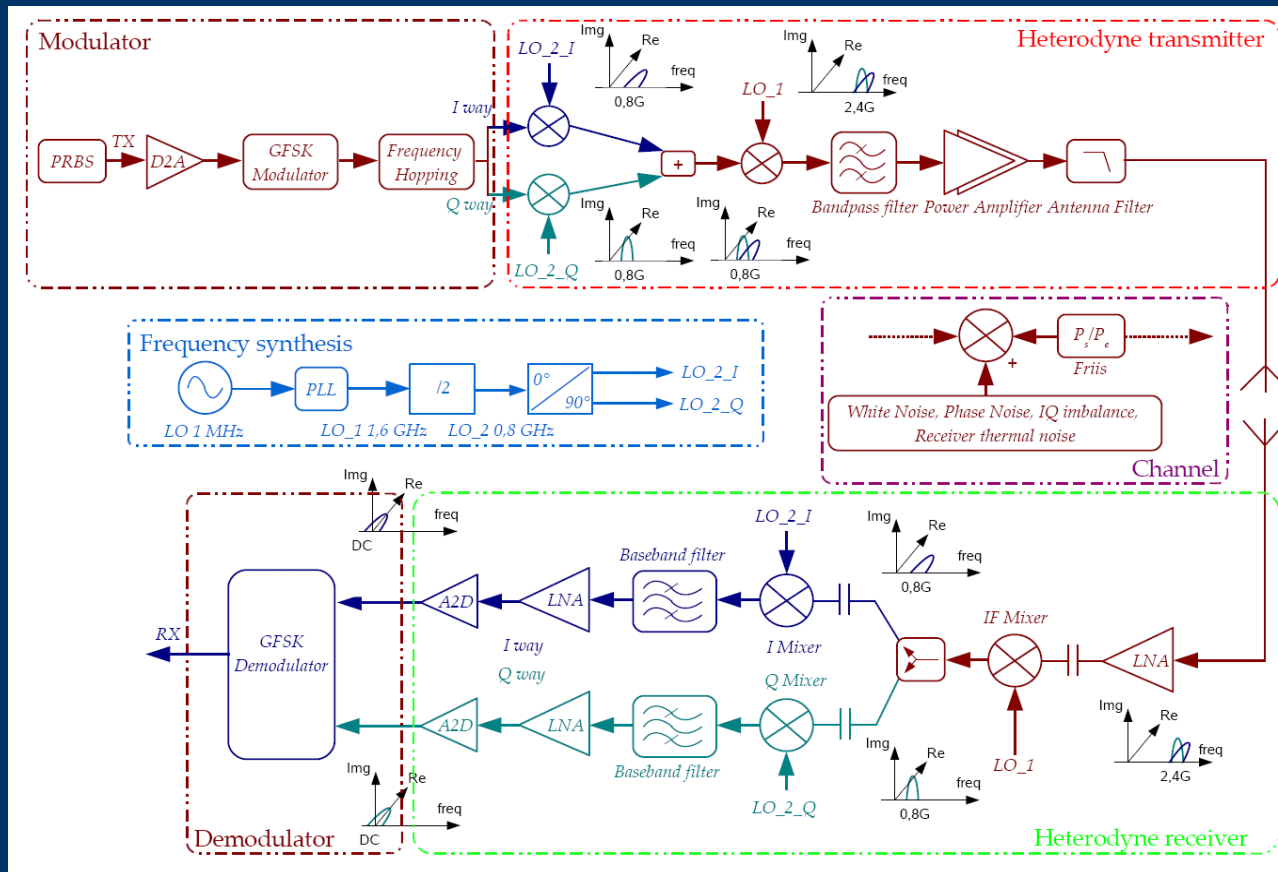 Modulator
Heterodyne transmitter
LO_2_I
Img
Re
freq
0,8G
Img
Re
freq
2,4G
LO_1
I way
PRBS
TX
D2A
GFSK
Modulator
Frequency
Hopping
+
Q way
Bandpass filter
Power Amplifier
Antenna Filter
LO_2_Q
Img
Re
freq
0,8G
Img
Re
freq
0,8G
Frequency synthesis
LO 1 MHz
PLL
LO_1 1,6 GHz
/2
LO_2 0,8 GHz
0°
90°
LO_2_I
LO_2_Q
+
Ps/Pe
Friis
White Noise, Phase Noise, IQ imbalance,
Receiver thermal noise
Channel
Img
Re
freq
DC
LO_2_I
Img
Re
freq
0,8G
Baseband filter
A2D
LNA
I way
I Mixer
IF Mixer
LNA
RX
GFSK
Demodulator
Q way
Q Mixer
A2D
LNA
Baseband filter
LO_2_Q
LO_1
Img
Re
freq
2,4G
Img
Re
freq
0,8G
Img
Re
freq
DC
Demodulator
Heterodyne receiver